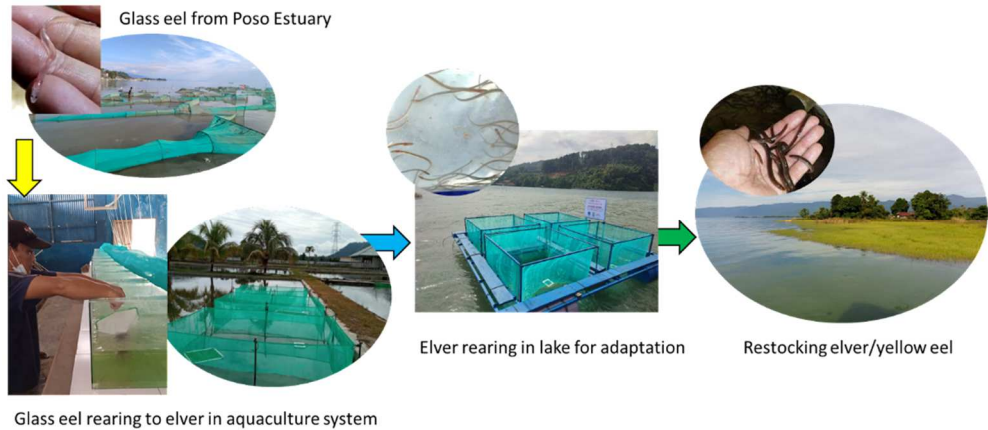 Glass eel from Poso Estuary
Elver rearing in lake for adaptation
Restocking elver/yellow eel
Glass eel rearing to elver in aquaculture system